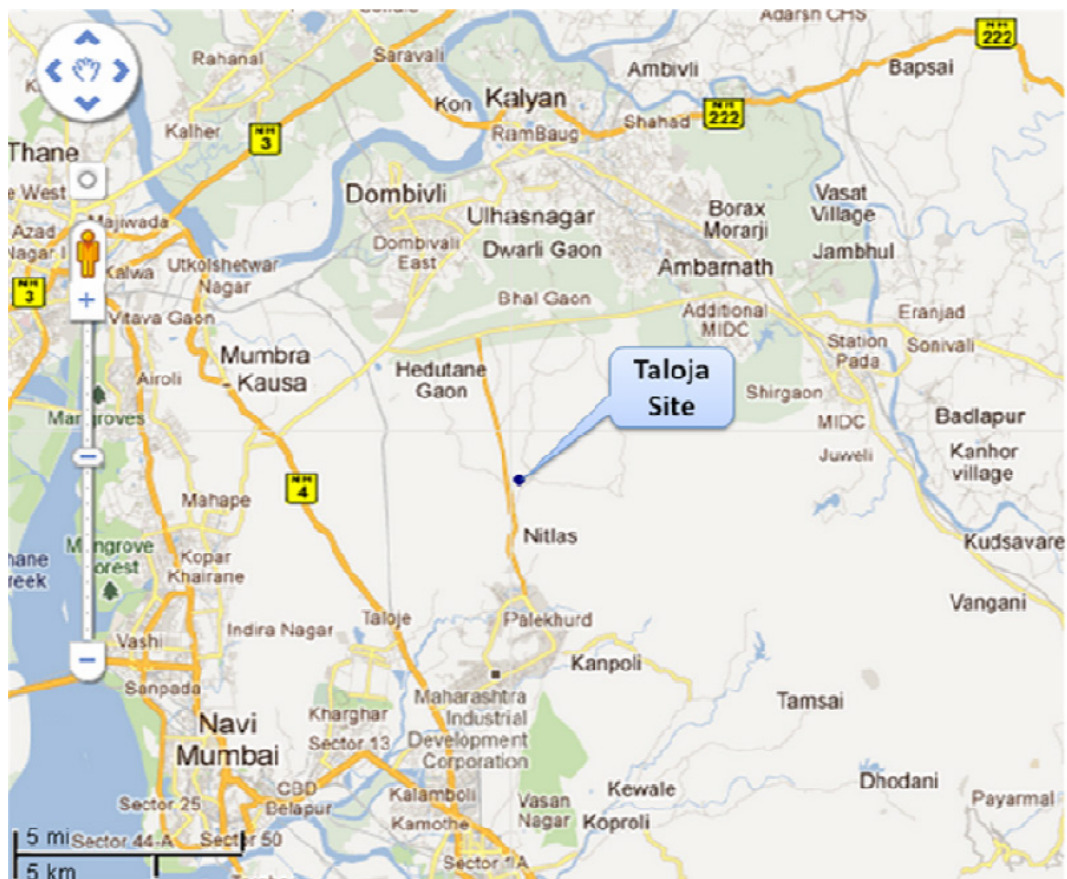 Adarsh CHS
NH
222
Rahanal
Saravali
Bapsai
Ambivli
Kon
Kalyan
NH
222
Shahad
Kalher
NH
3
RamBaug
Thane
e West
Dombivli
Vasat
Village
Ulhasnagar
Borax
Morarji
Majiwada
Azad
Nagar I
Dombivali
East
Dwarli Gaon
Jambhul
Kalwa
Utkolshetwar
Nagar
Ambarnath
NH
3
Bhal Gaon
Additional
MIDC
Eranjad
Vitava Gaon
Station
Pada
Sonivali
Mumbra
Kausa
Hedutane
Gaon
Taloja
Site
Airoli
Shirgaon
Mangroves
MIDC
Badlapur
Juweli
Kanhor
village
NH
4
Mahape
Nitlas
Kudsavare
Mangrove
Forest
hane
reek
Kopar
Khairane
Vangani
Indira Nagar
Taloje
Palekhurd
Vashi
Kanpoli
Sanpada
Maharashtra
Industrial
Development
Corporation
Tamsai
Navi
Mumbai
Kharghar
Sector 13
Dhodani
CBD
Belapur
Kalamboli
Kewale
Sector 25
Vasan
Nagar
Payarmal
Kamothe
Koproli
5 mi
Sector 44-A
Sector 50
Sector 1A
5 km